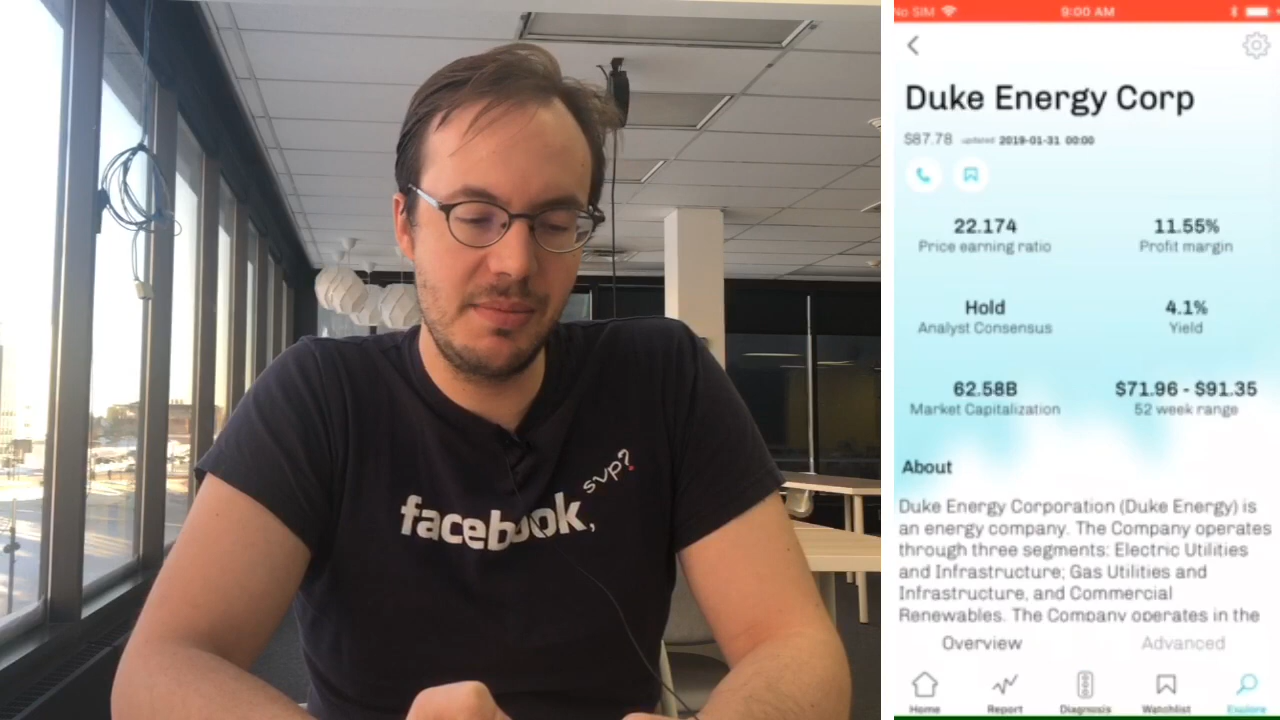 facebook,
svp?
No SIM 9:00 AM
Duke Energy Corp
$87.78 updated 2019-01-31 00:00
22.174 11.55%
Price earning ratio Profit margin
Hold 4.1%
Analyst Consensus Yield
62.58B $71.96 - $91.35
Market Capitalization 52 week range
About
Duke Energy Corporation (Duke Energy) is
an energy company. The Company operates
through three segments: Electric Utilities
and Infrastructure; Gas Utilities and
Infrastructure, and Commercial
Renewables. The Company operates in the
Overview Advanced
Home Report Diagnosis Watchlist Explore